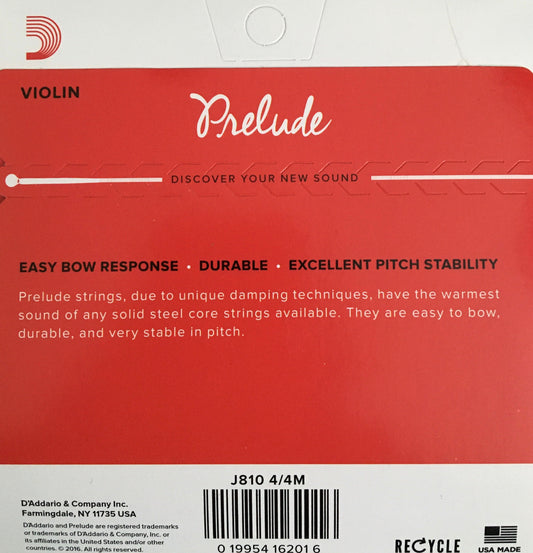 VIOLIN
Prelude
DISCOVER YOUR NEW SOUND
EASY BOW RESPONSE • DURABLE • EXCELLENT PITCH STABILITY
Prelude strings, due to unique damping techniques, have the warmest
sound of any solid steel core strings available. They are easy to bow,
durable, and very stable in pitch.
J810 4/4M
D'Addario & Company Inc.
Farmingdale, NY 11735 USA
D'Addario and Prelude are registered trademarks
or trademarks of D'Addario & Company, Inc. or
its affiliates in the United States and/or other
countries. © 2016. All rights reserved.
0 19954 16201 6
RECYCLE
USA MADE